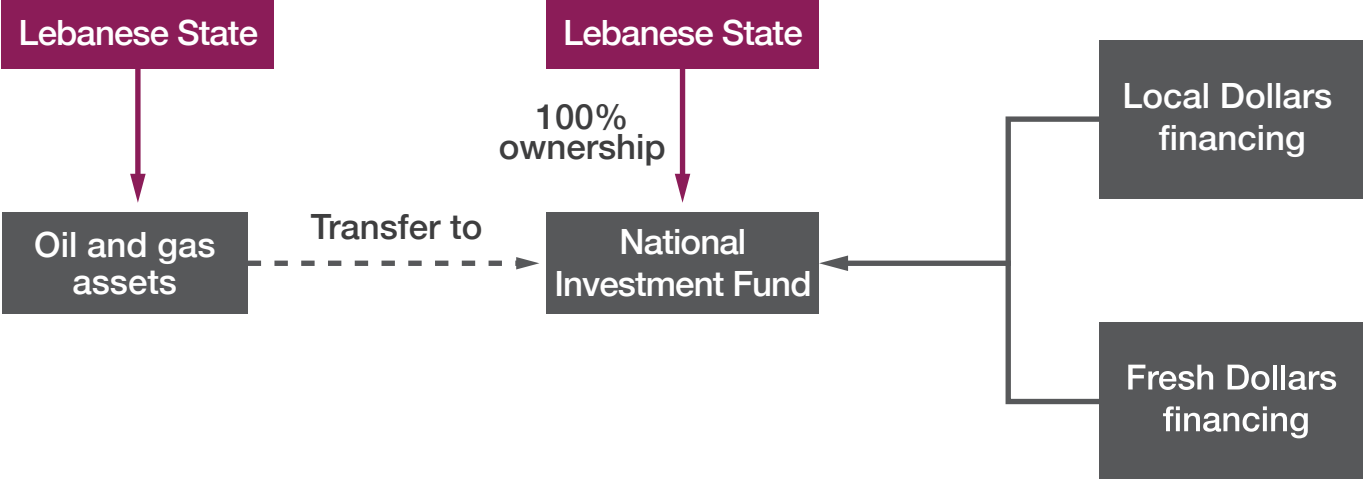 Lebanese State
Lebanese State
100%
ownership
Local Dollars
financing
Oil and gas
assets
Transfer to
National
Investment Fund
Fresh Dollars
financing